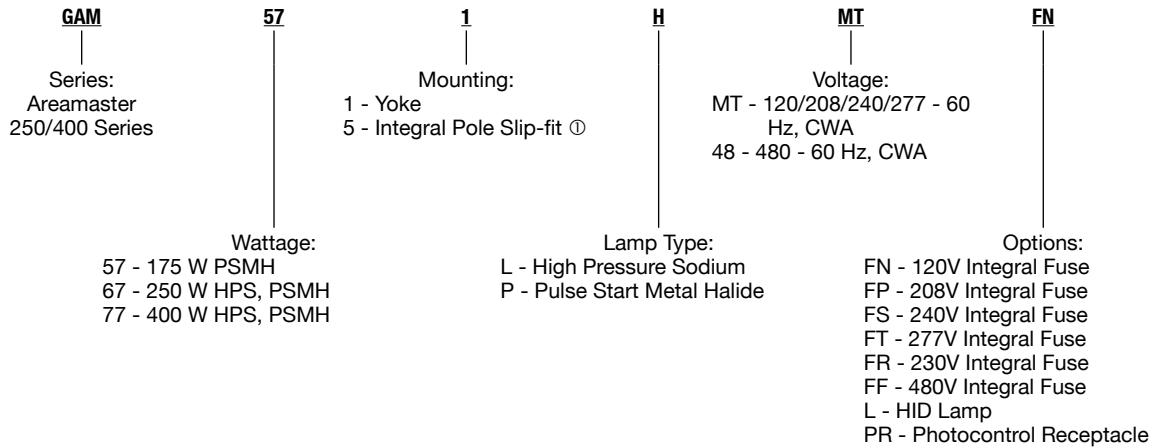 GAM 57 1 H MT FN
Series:
Areamaster
250/400 Series
Mounting:
1 - Yoke
5 - Integral Pole Slip-fit ①
Voltage:
MT - 120/208/240/277 - 60
Hz, CWA
48 - 480 - 60 Hz, CWA
Wattage:
57 - 175 W PSMH
67 - 250 W HPS, PSMH
77 - 400 W HPS, PSMH
Lamp Type:
L - High Pressure Sodium
P - Pulse Start Metal Halide
Options:
FN - 120V Integral Fuse
FP - 208V Integral Fuse
FS - 240V Integral Fuse
FT - 277V Integral Fuse
FR - 230V Integral Fuse
FF - 480V Integral Fuse
L - HID Lamp
PR - Photocontrol Receptacle